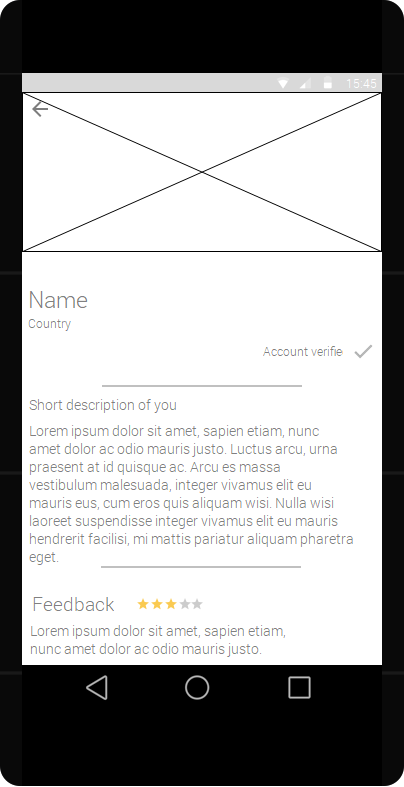 15:45
Name
Country
Account verifie
Short description of you
Lorem ipsum dolor sit amet, sapien etiam, nunc
amet dolor ac odio mauris justo. Luctus arcu, urna
praesent at id quisque ac. Arcu es massa
vestibulum malesuada, integer vivamus elit eu
mauris eus, cum eros quis aliquam wisi. Nulla wisi
laoreet suspendisse integer vivamus elit eu mauris
hendrerit facilisi, mi mattis pariatur aliquam pharetra
eget.
Feedback
Lorem ipsum dolor sit amet, sapien etiam,
nunc amet dolor ac odio mauris justo.